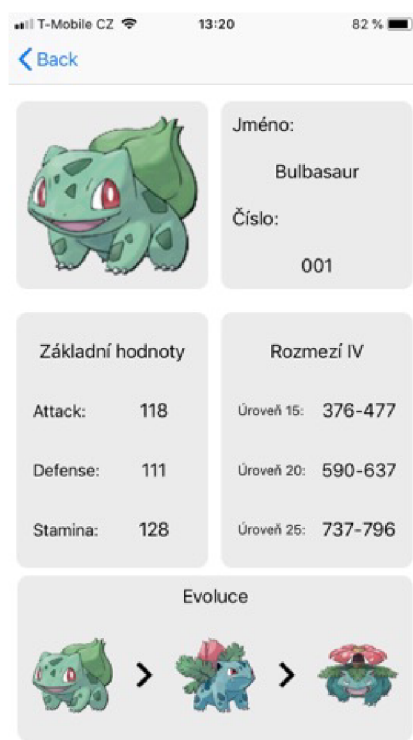 T-Mobile CZ 13:20 82 %
Back
Jméno:
Bulbasaur
Číslo:
001
Základní hodnoty
Attack: 118
Defense: 111
Stamina: 128
Rozmezí IV
Úroveň 15: 376-477
Úroveň 20: 590-637
Úroveň 25: 737-796
Evoluce